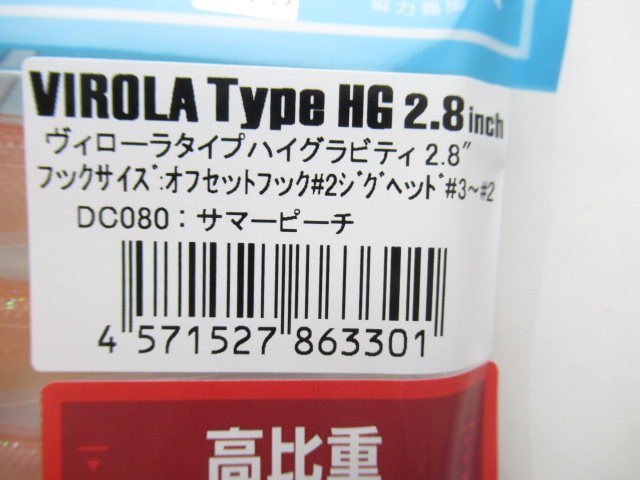 VIROLA Type HG 2.8inch
ヴィローラタイプハイグラビティ 2.8″
フックサイズ:オフセットフック#2ジグヘッド#3~#2
DC080：サマーピーチ
4 571527 863301
高比重